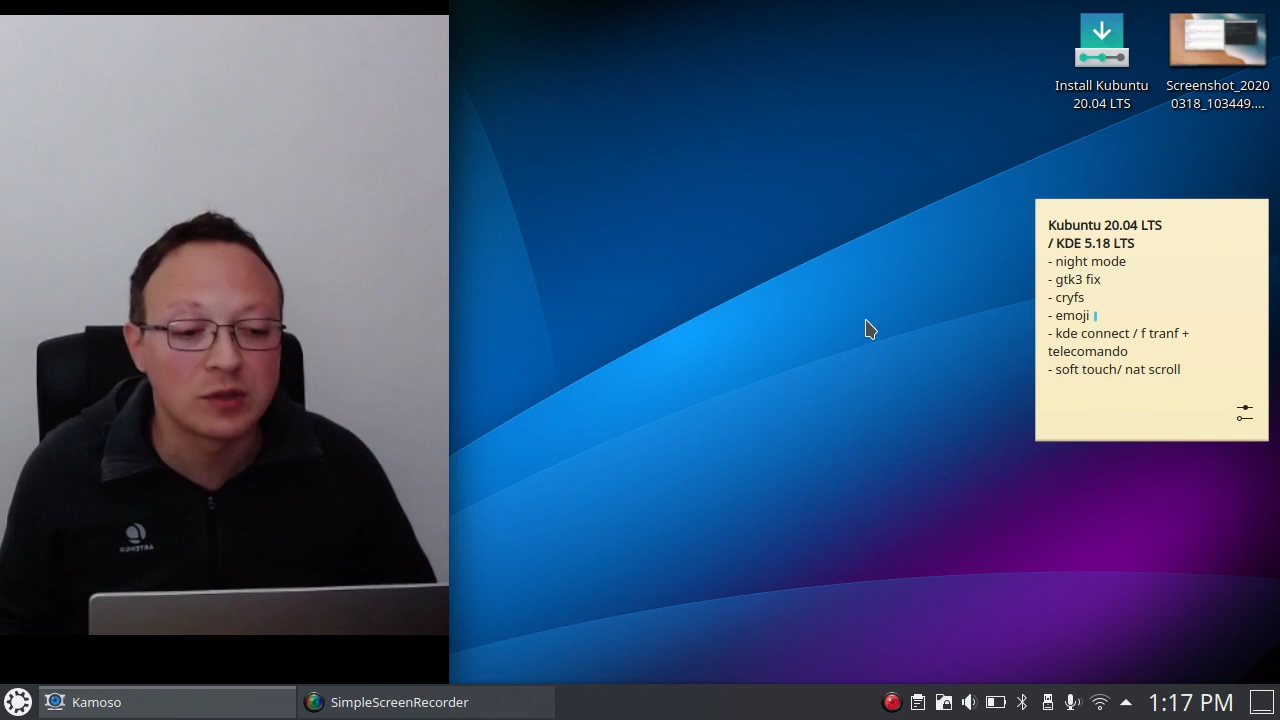 Install Kubuntu
20.04 LTS
Screenshot_2020
0318_103449....
Kubuntu 20.04 LTS
/ KDE 5.18 LTS
- night mode
- gtk3 fix
- cryfs
- emoji
- kde connect / f tranf +
telecomando
- soft touch/ nat scroll
ARTENGO
Kamoso
SimpleScreenRecorder
1:17 PM